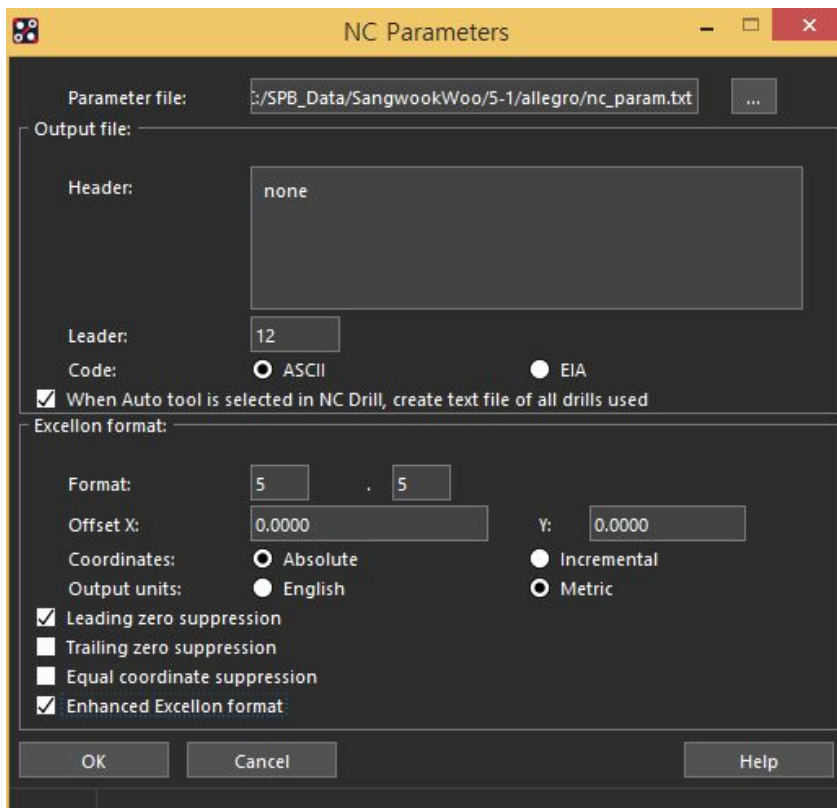 NC Parameters
Parameter file: :/SPB_Data/SangwookWoo/5-1/allegro/nc_param.txt ...
Output file:
Header: none
Leader: 12
Code: ASCII EIA
When Auto tool is selected in NC Drill, create text file of all drills used
Excellon format:
Format: 5 . 5
Offset X: 0.0000 Y: 0.0000
Coordinates: Absolute Incremental
Output units: English Metric
Leading zero suppression
Trailing zero suppression
Equal coordinate suppression
Enhanced Excellon format
OK Cancel Help